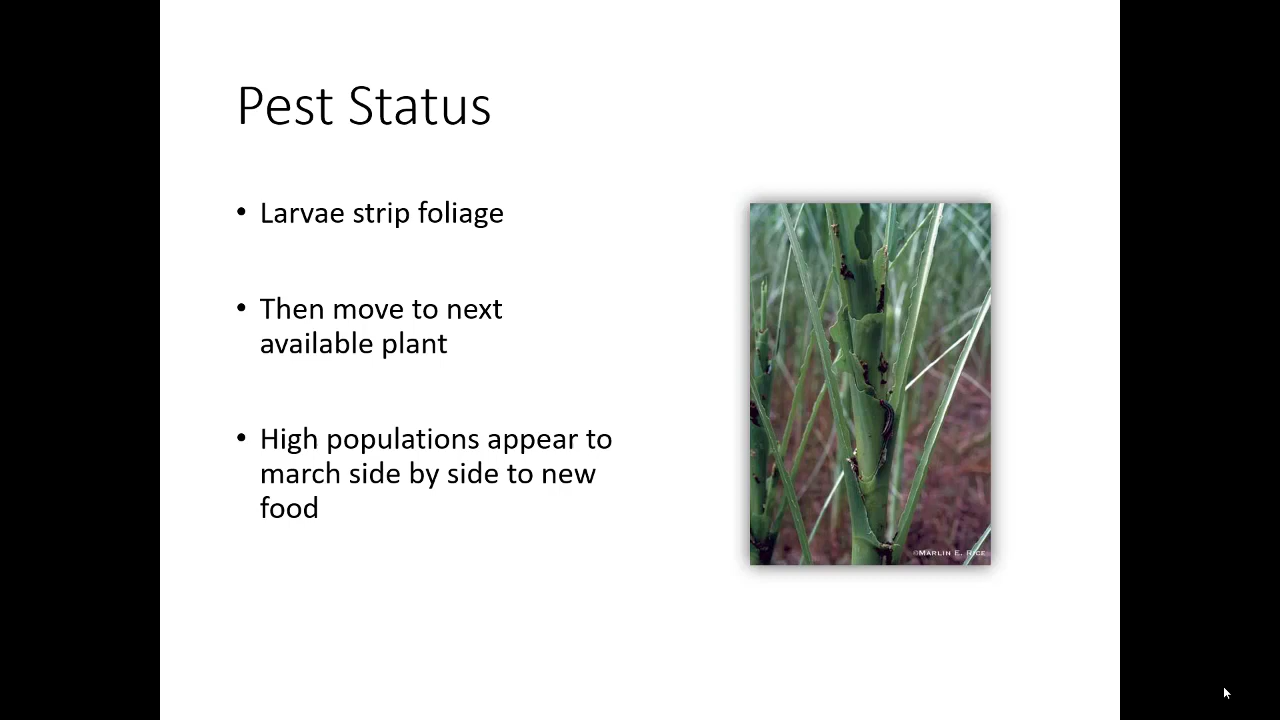 Pest Status
• Larvae strip foliage
• Then move to next
available plant
• High populations appear to
march side by side to new
food
©Marlin E. Rice